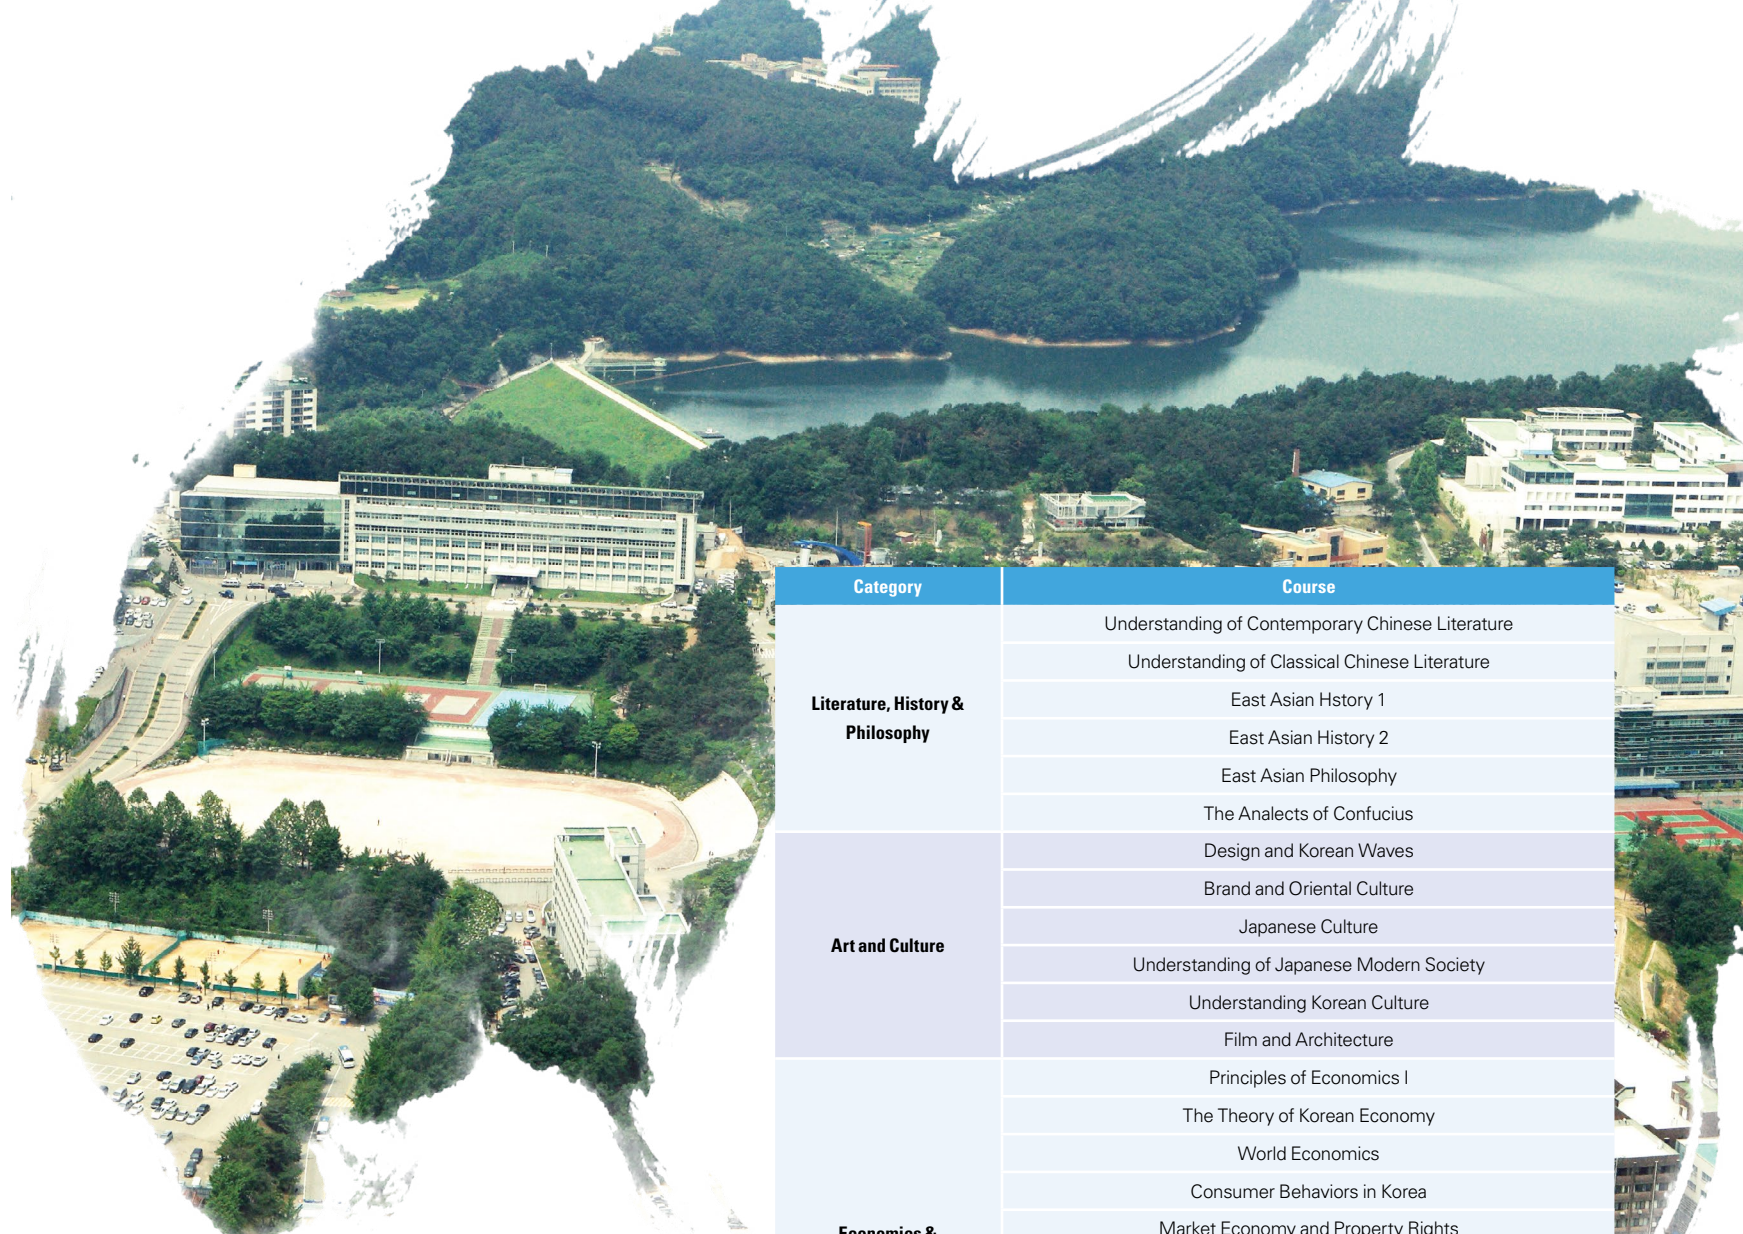 Category Course
Literature, History &
Philosophy
Understanding of Contemporary Chinese Literature
Understanding of Classical Chinese Literature
East Asian Hstory 1
East Asian History 2
East Asian Philosophy
The Analects of Confucius
Art and Culture
Design and Korean Waves
Brand and Oriental Culture
Japanese Culture
Understanding of Japanese Modern Society
Understanding Korean Culture
Film and Architecture
Economics &
Principles of Economics I
The Theory of Korean Economy
World Economics
Consumer Behaviors in Korea
Market Economy and Property Rights